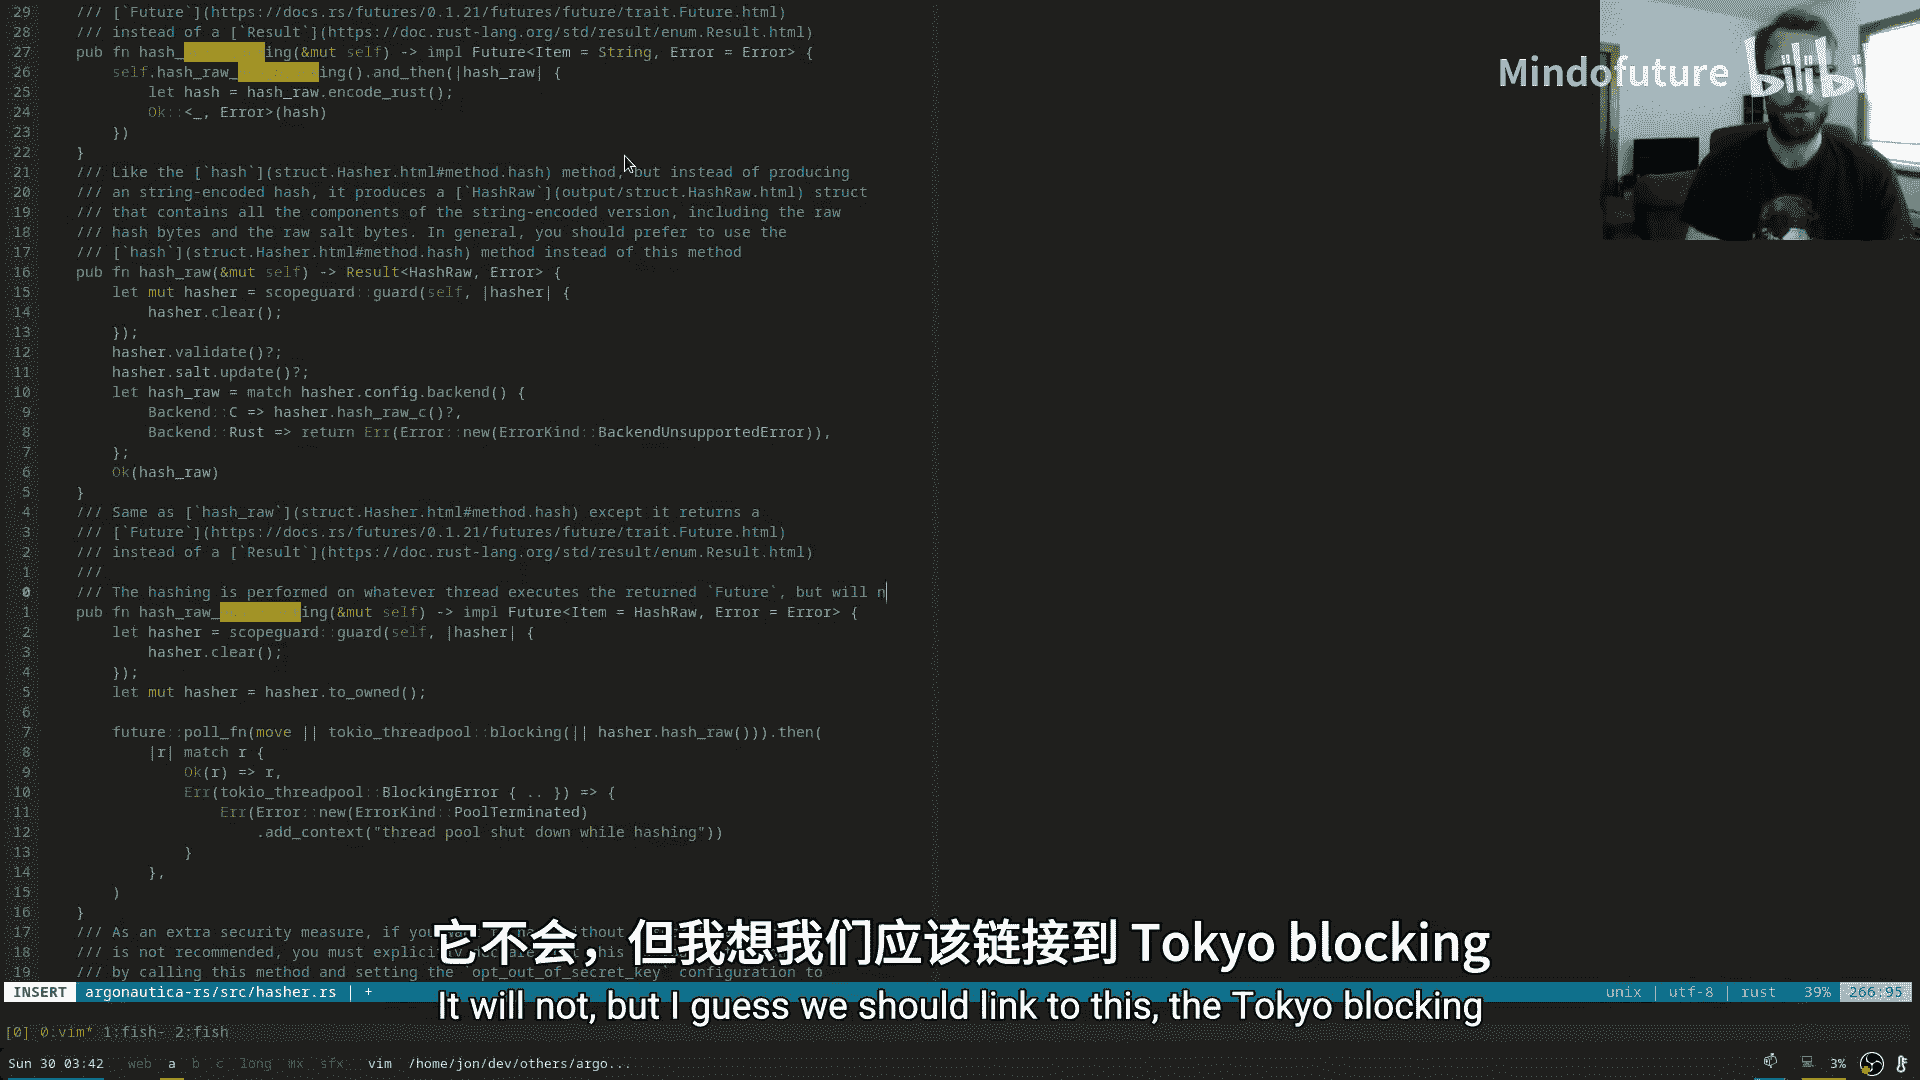 29 /// [`Future`](https://docs.rs/futures/0.1.21/futures/future/trait.Future.html)
28 /// instead of a [`Result`](https://doc.rust-lang.org/std/result/enum.Result.html)
27 pub fn hash_ ing(&mut self) -> impl Future<Item = String, Error = Error> {
26 self.hash_raw_ ing().and_then(|hash_raw| {
25 let hash = hash_raw.encode_rust();
24 Ok::<_, Error>(hash)
23 })
22 }
21 /// Like the [`hash`](struct.Hasher.html#method.hash) method, but instead of producing
20 /// an string-encoded hash, it produces a [`HashRaw`](output/struct.HashRaw.html) struct
19 /// that contains all the components of the string-encoded version, including the raw
18 /// hash bytes and the raw salt bytes. In general, you should prefer to use the
17 /// [`hash`](struct.Hasher.html#method.hash) method instead of this method
16 pub fn hash_raw(&mut self) -> Result<HashRaw, Error> {
15 let mut hasher = scopeguard::guard(self, |hasher| {
14 hasher.clear();
13 });
12 hasher.validate()?;
11 hasher.salt.update()?;
10 let hash_raw = match hasher.config.backend() {
9 Backend::C => hasher.hash_raw_c()?,
8 Backend::Rust => return Err(Error::new(ErrorKind::BackendUnsupportedError)),
7 };
6 Ok(hash_raw)
5 }
4 /// Same as [`hash_raw`](struct.Hasher.html#method.hash) except it returns a
3 /// [`Future`](https://docs.rs/futures/0.1.21/futures/future/trait.Future.html)
2 /// instead of a [`Result`](https://doc.rust-lang.org/std/result/enum.Result.html)
1 ///
0 /// The hashing is performed on whatever thread executes the returned `Future`, but will n
1 pub fn hash_raw_ ing(&mut self) -> impl Future<Item = HashRaw, Error = Error> {
2 let hasher = scopeguard::guard(self, |hasher| {
3 hasher.clear();
4 });
5 let mut hasher = hasher.to_owned();
6
7 future::poll_fn(move || tokio_threadpool::blocking(|| hasher.hash_raw())).then(
8 |r| match r {
9 Ok(r) => r,
10 Err(tokio_threadpool::BlockingError { .. }) => {
11 Err(Error::new(ErrorKind::PoolTerminated)
12 .add_context("thread pool shut down while hashing"))
13 }
14 },
15 )
16 }
17 /// As an extra security measure, if you
18 /// is not recommended, you must
19 /// by calling this method and setting the `opt_out_of_secret_key` configuration to
INSERT argonautica-rs/src/hasher.rs | + unix | utf-8 | rust 39% 266:95
[0] 0:vim* 1:fish- 2:fish
Sun 30 03:42 web a b c long mx sfx vim /home/jon/dev/others/argo... 3%
Mindofuture bilibili
它不会，但我想我们应该链接到 Tokyo blocking
It will not, but I guess we should link to this, the Tokyo blocking